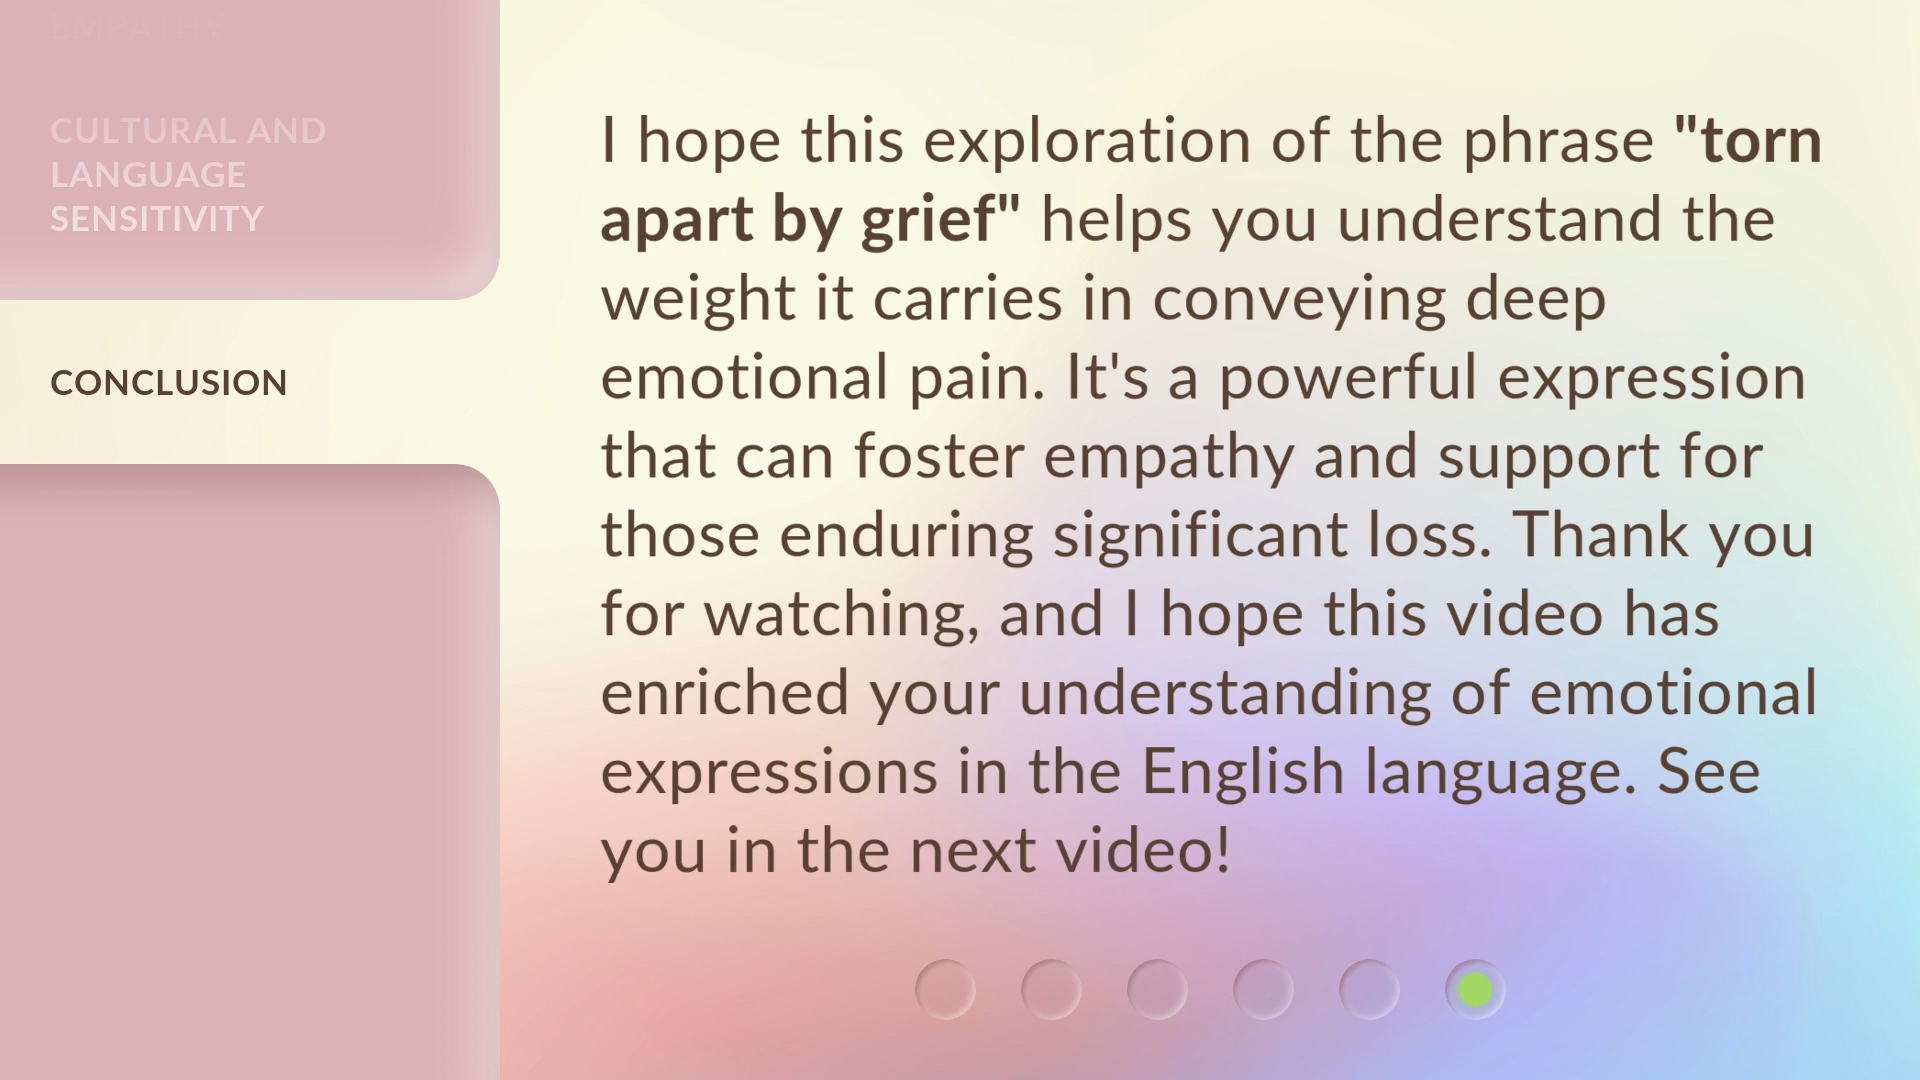 EMPATHY
CULTURAL AND
LANGUAGE
SENSITIVITY
CONCLUSION
I hope this exploration of the phrase "torn
apart by grief" helps you understand the
weight it carries in conveying deep
emotional pain. It's a powerful expression
that can foster empathy and support for
those enduring significant loss. Thank you
for watching, and I hope this video has
enriched your understanding of emotional
expressions in the English language. See
you in the next video!